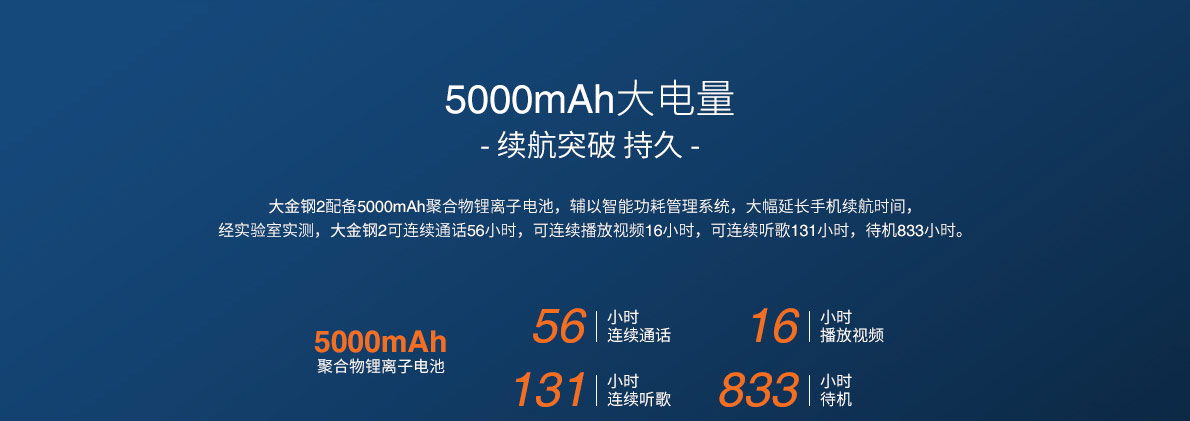 5000mAh大电量
- 续航突破 持久 -
大金钢2配备5000mAh聚合物锂离子电池，辅以智能功耗管理系统，大幅延长手机续航时间，
经实验室实测，大金钢2可连续通话56小时，可连续播放视频16小时，可连续听歌131小时，待机833小时。
5000mAh
聚合物锂离子电池
56
小时
连续通话
16
小时
播放视频
131
小时
连续听歌
833
小时
待机